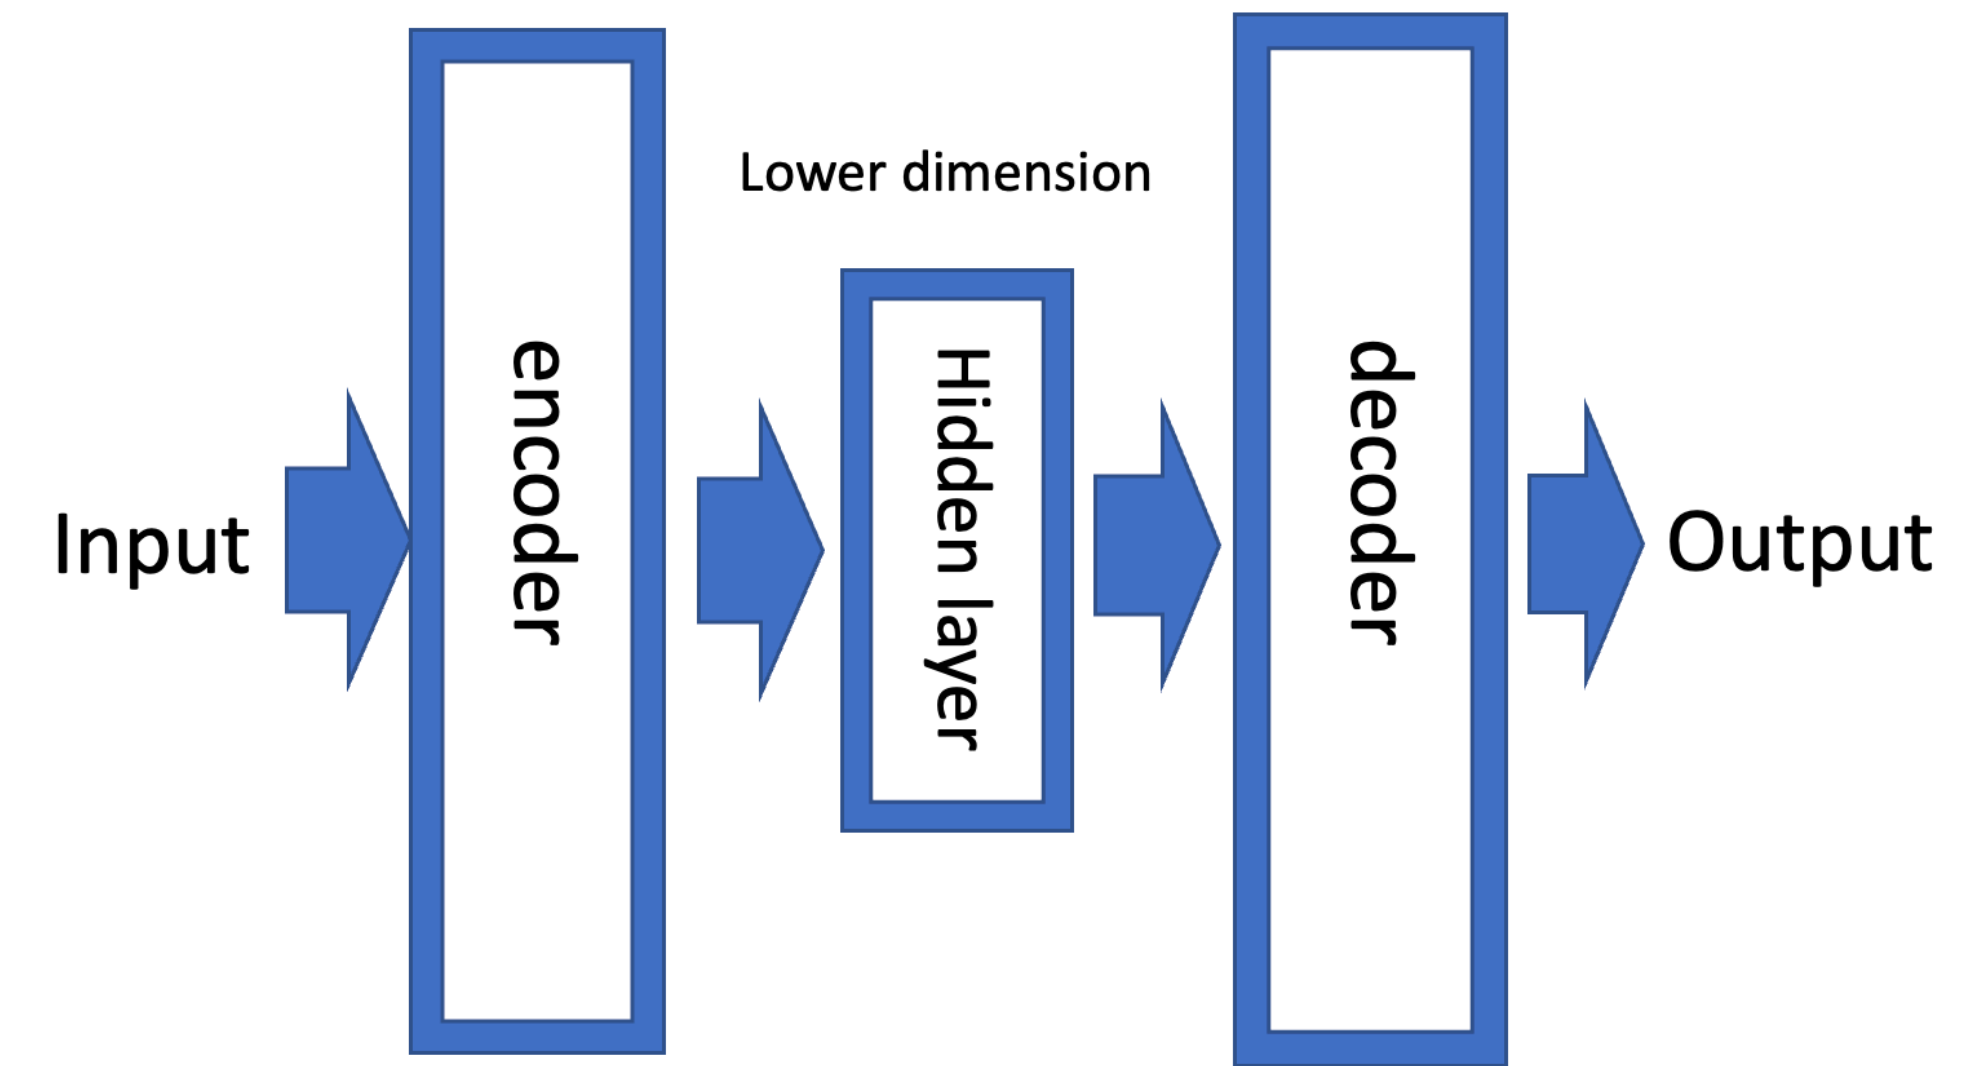 Input
encoder
Lower dimension
Hidden layer
decoder
Output